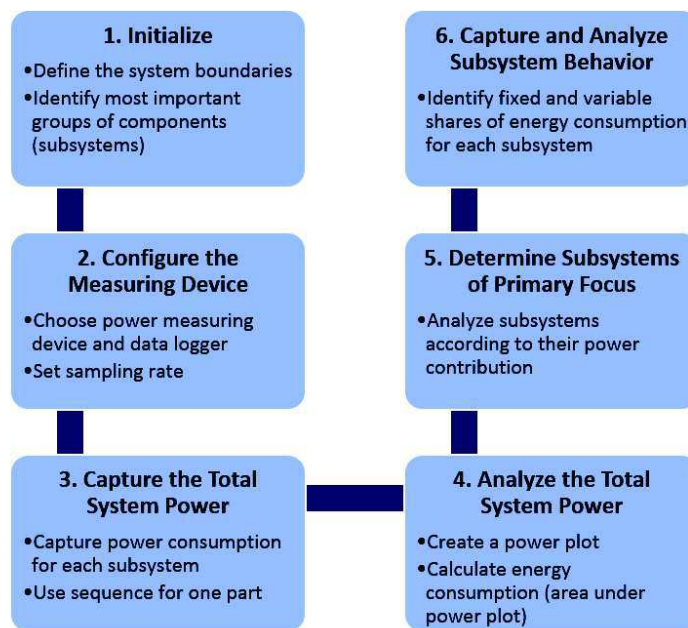 1. Initialize
•Define the system boundaries
•Identify most important
groups of components
(subsystems)
2. Configure the
Measuring Device
•Choose power measuring
device and data logger
•Set sampling rate
3. Capture the Total
System Power
•Capture power consumption
for each subsystem
•Use sequence for one part
4. Analyze the Total
System Power
•Create a power plot
•Calculate energy
consumption (area under
power plot)
5. Determine Subsystems
of Primary Focus
•Analyze subsystems
according to their power
contribution
6. Capture and Analyze
Subsystem Behavior
•Identify fixed and variable
shares of energy consumption
for each subsystem